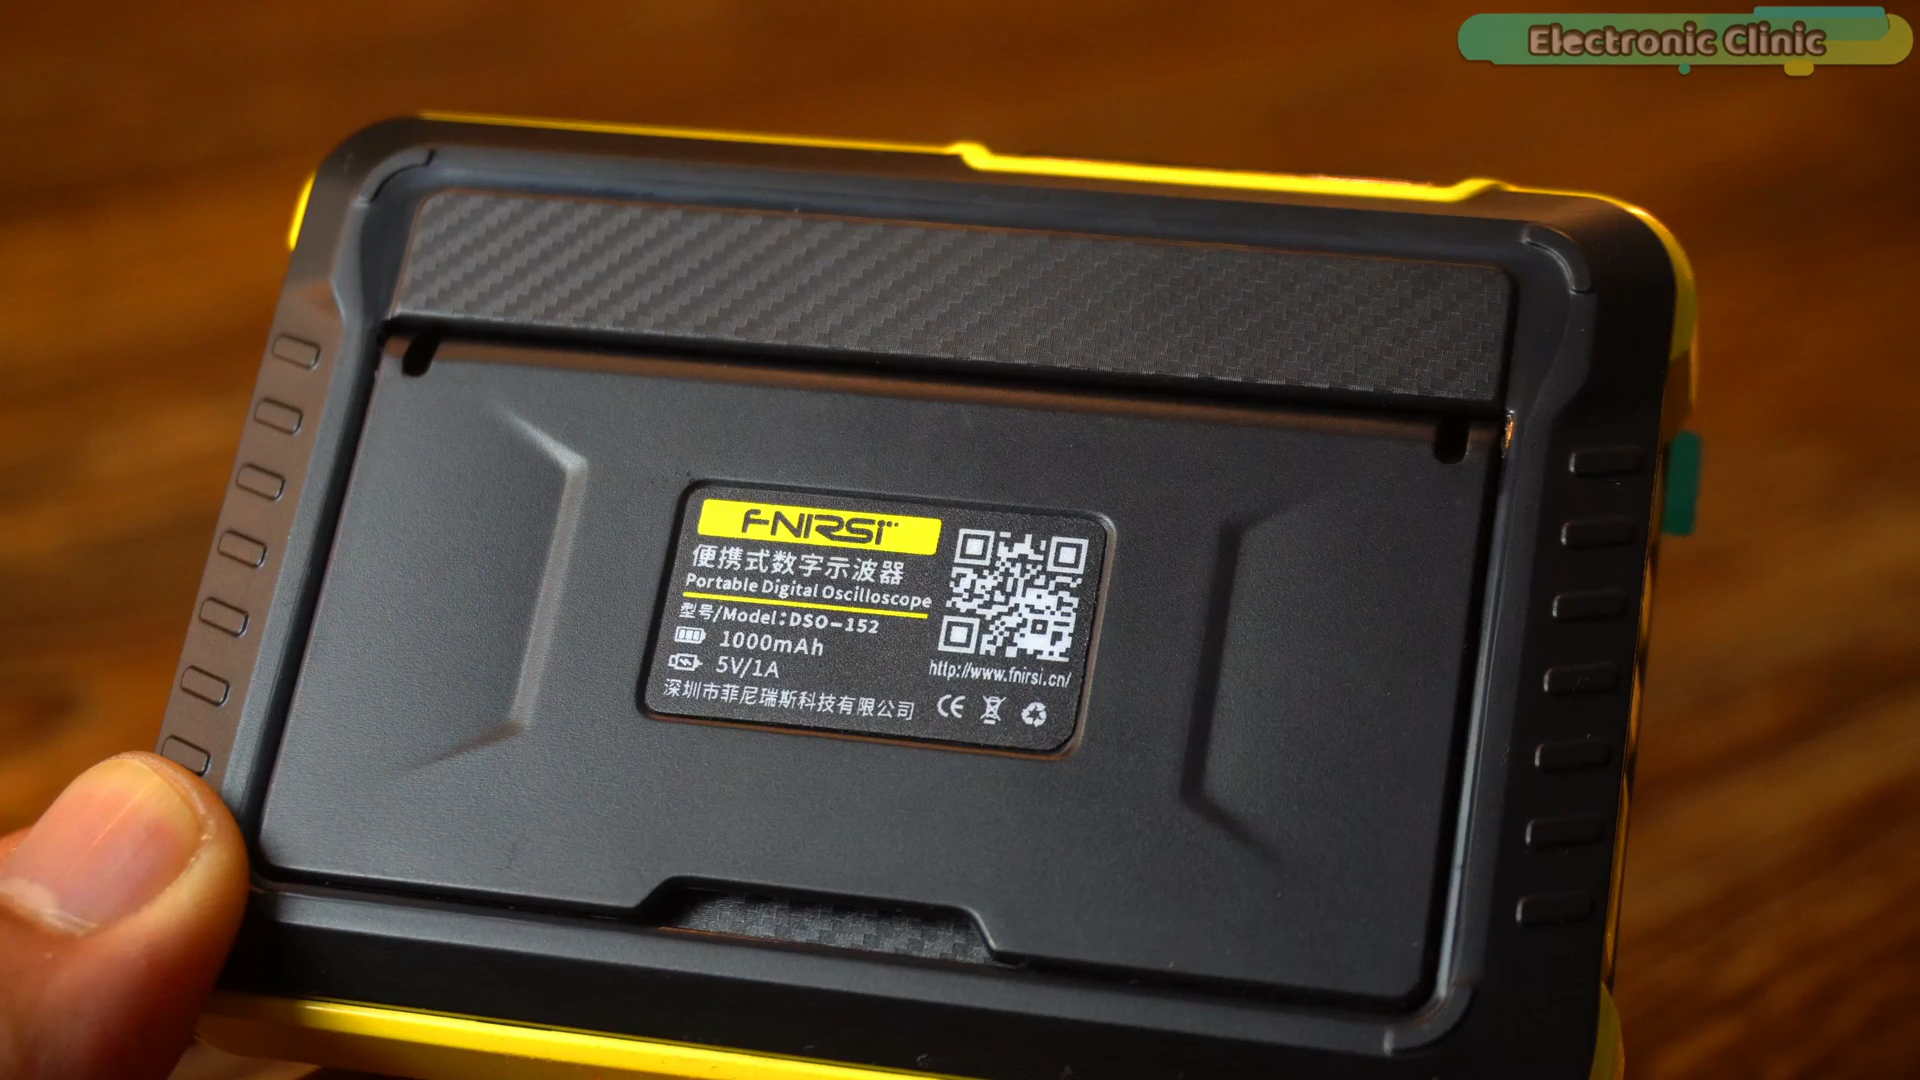 Electronic Clinic
FNIRSI
便携式数字示波器
Portable Digital Oscilloscope
型号/Model:DSO-152
1000mAh
5V/1A
http://www.fnirsi.cn/
深圳市菲尼瑞斯科技有限公司
CE